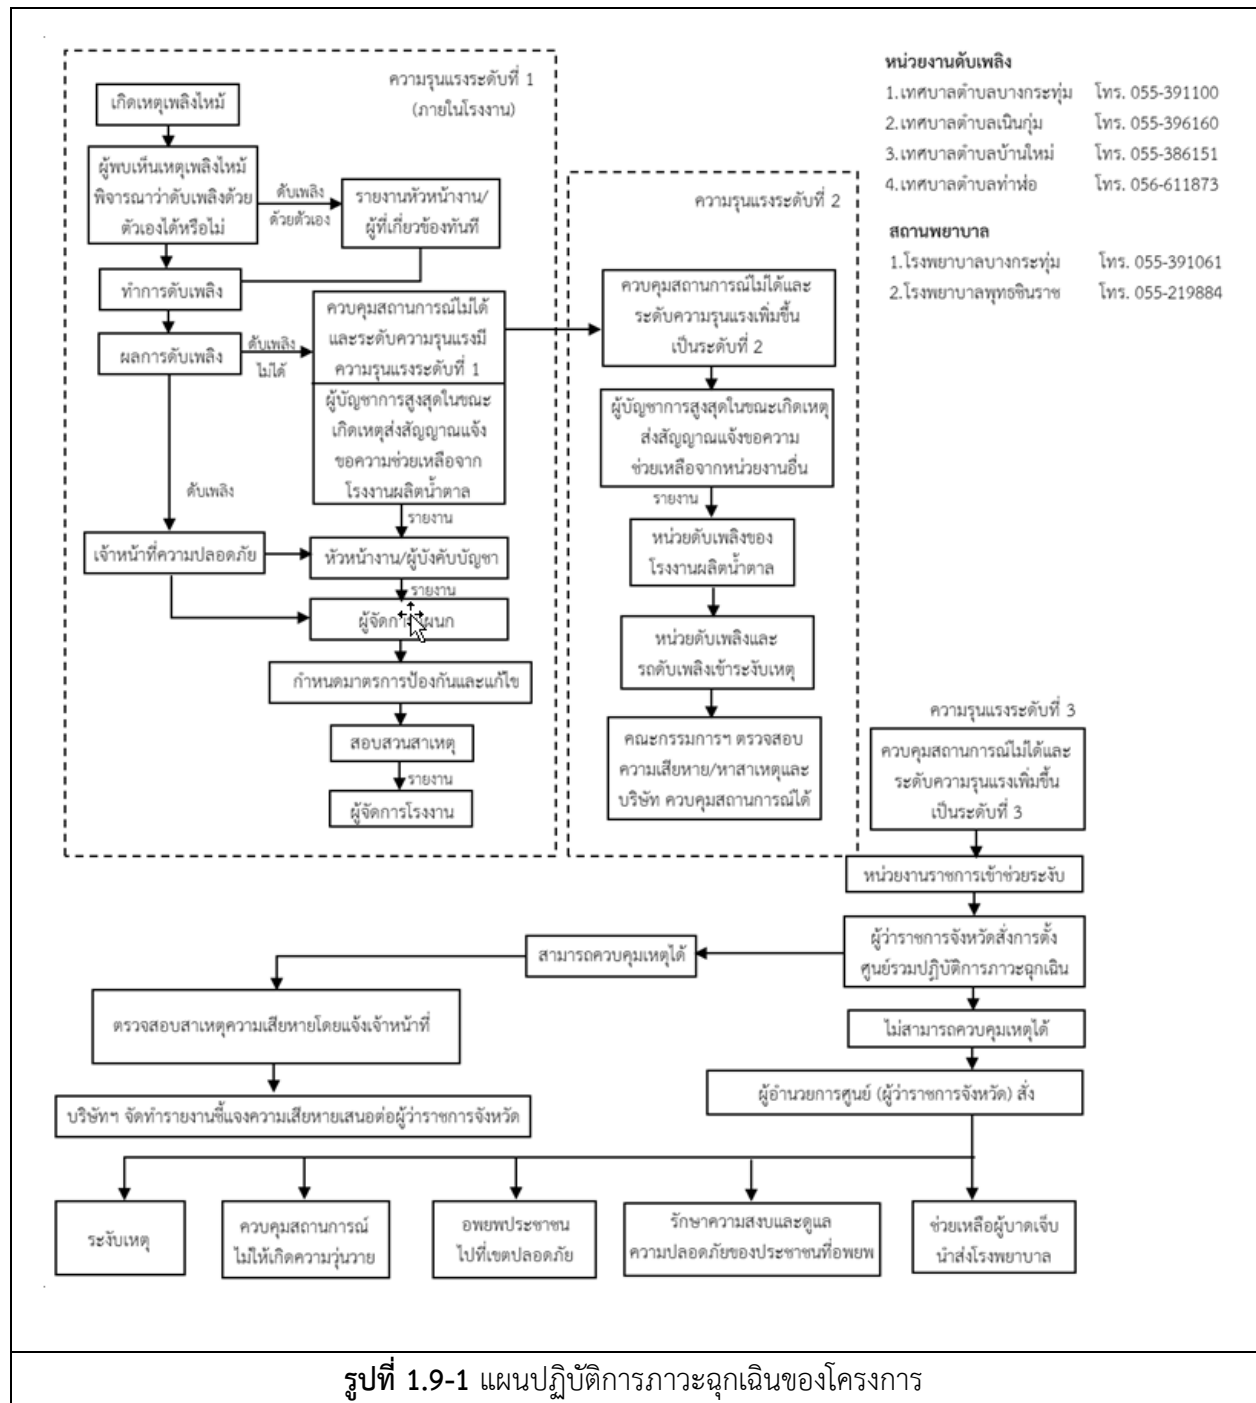 ความรุนแรงระดับที่ 1
(ภายในโรงงาน)
เกิดเหตุเพลิงไหม้
ผู้พบเห็นเหตุเพลิงไหม้
พิจารณาว่าดับเพลิงด้วย
ตัวเองได้หรือไม่
ดับเพลิง
ด้วยตัวเอง
รายงานหัวหน้างาน/
ผู้ที่เกี่ยวข้องทันที
ทำการดับเพลิง
ผลการดับเพลิง
ดับเพลิง
ไม่ได้
ควบคุมสถานการณ์ไม่ได้
และระดับความรุนแรงมี
ความรุนแรงระดับที่ 1
ผู้บัญชาการสูงสุดในขณะ
เกิดเหตุส่งสัญญาณแจ้ง
ขอความช่วยเหลือจาก
โรงงานผลิตน้ำตาล
ดับเพลิง
รายงาน
เจ้าหน้าที่ความปลอดภัย
หัวหน้างาน/ผู้บังคับบัญชา
รายงาน
ผู้จัดการแผนก
กำหนดมาตรการป้องกันและแก้ไข
สอบสวนสาเหตุ
รายงาน
ผู้จัดการโรงงาน
ความรุนแรงระดับที่ 2
ควบคุมสถานการณ์ไม่ได้และ
ระดับความรุนแรงเพิ่มขึ้น
เป็นระดับที่ 2
ผู้บัญชาการสูงสุดในขณะเกิดเหตุ
ส่งสัญญาณแจ้งขอความ
ช่วยเหลือจากหน่วยงานอื่น
รายงาน
หน่วยดับเพลิงของ
โรงงานผลิตน้ำตาล
หน่วยดับเพลิงและ
รถดับเพลิงเข้าระงับเหตุ
คณะกรรมการฯ ตรวจสอบ
ความเสียหาย/หาสาเหตุและ
บริษัท ควบคุมสถานการณ์ได้
หน่วยงานดับเพลิง
1.เทศบาลตำบลบางกระทุ่ม โทร. 055-391100
2.เทศบาลตำบลเนินกุ่ม โทร. 055-396160
3.เทศบาลตำบลบ้านใหม่ โทร. 055-386151
4.เทศบาลตำบลท่าฬ่อ โทร. 056-611873
สถานพยาบาล
1.โรงพยาบาลบางกระทุ่ม โทร. 055-391061
2.โรงพยาบาลพุทธชินราช โทร. 055-219884
ความรุนแรงระดับที่ 3
ควบคุมสถานการณ์ไม่ได้และ
ระดับความรุนแรงเพิ่มขึ้น
เป็นระดับที่ 3
หน่วยงานราชการเข้าช่วยระงับ
ผู้ว่าราชการจังหวัดสั่งการตั้ง
ศูนย์รวมปฏิบัติการภาวะฉุกเฉิน
สามารถควบคุมเหตุได้
ตรวจสอบสาเหตุความเสียหายโดยแจ้งเจ้าหน้าที่
บริษัทฯ จัดทำรายงานชี้แจงความเสียหายเสนอต่อผู้ว่าราชการจังหวัด
ไม่สามารถควบคุมเหตุได้
ผู้อำนวยการศูนย์ (ผู้ว่าราชการจังหวัด) สั่ง
ระงับเหตุ
ควบคุมสถานการณ์
ไม่ให้เกิดความวุ่นวาย
อพยพประชาชน
ไปที่เขตปลอดภัย
รักษาความสงบและดูแล
ความปลอดภัยของประชาชนที่อพยพ
ช่วยเหลือผู้บาดเจ็บ
นำส่งโรงพยาบาล
รูปที่ 1.9-1 แผนปฏิบัติการภาวะฉุกเฉินของโครงการ